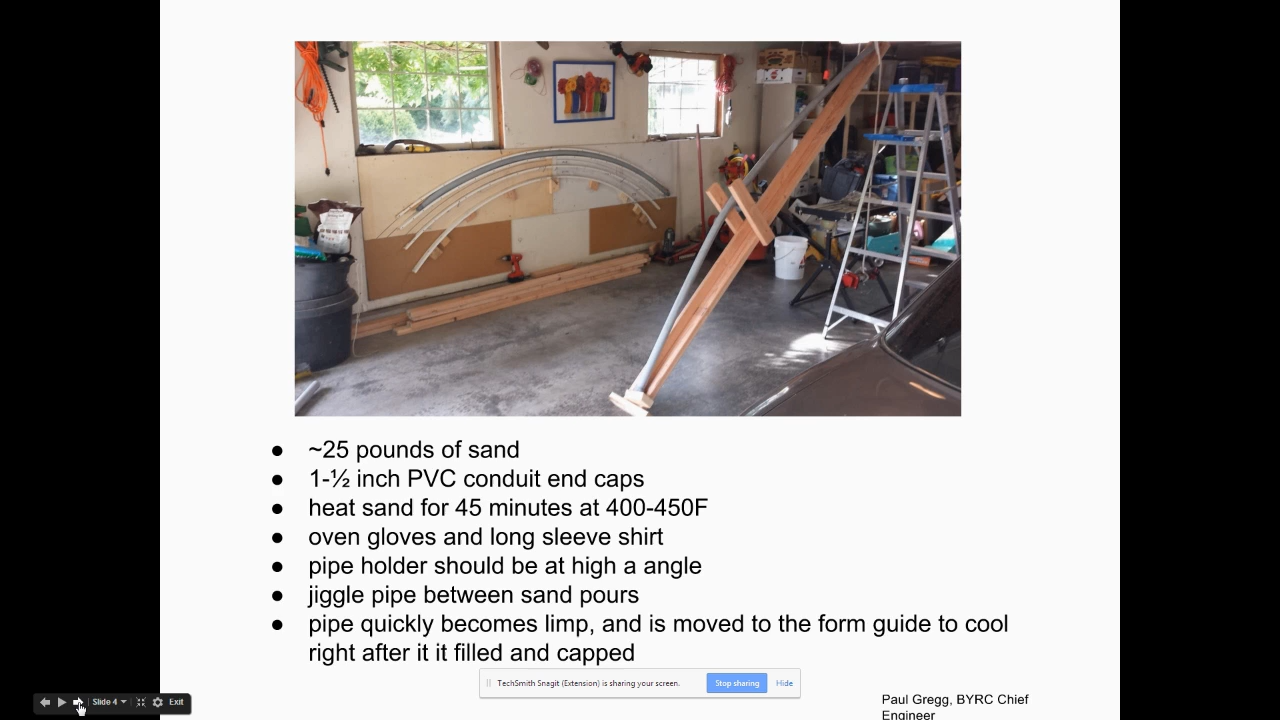 ● ~25 pounds of sand
● 1-½ inch PVC conduit end caps
● heat sand for 45 minutes at 400-450F
● oven gloves and long sleeve shirt
● pipe holder should be at high a angle
● jiggle pipe between sand pours
● pipe quickly becomes limp, and is moved to the form guide to cool
right after it it filled and capped
TechSmith Snagit (Extension) is sharing your screen. Stop sharing Hide
Slide 4 Exit
Paul Gregg, BYRC Chief
Engineer